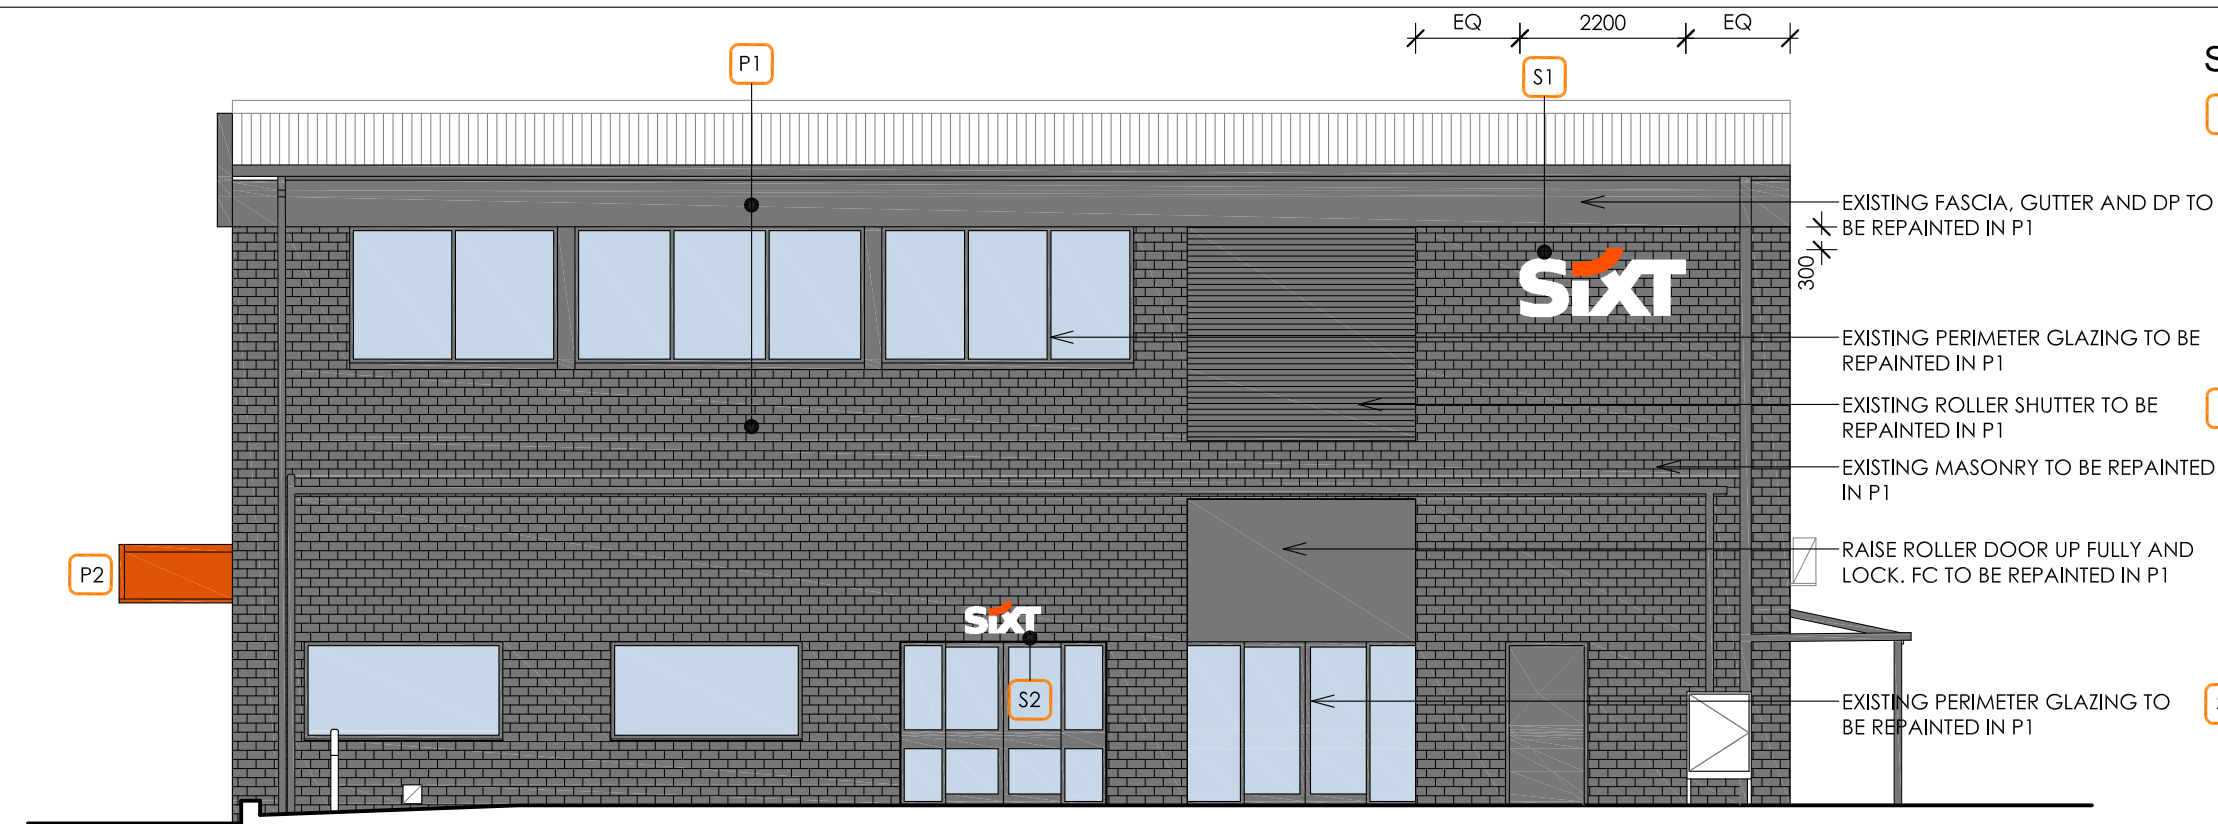 EQ 2200 EQ
P1
S1
S
EXISTING FASCIA, GUTTER AND DP TO
BE REPAINTED IN P1
300
SiXT
EXISTING PERIMETER GLAZING TO BE
REPAINTED IN P1
EXISTING ROLLER SHUTTER TO BE
REPAINTED IN P1
EXISTING MASONRY TO BE REPAINTED
IN P1
RAISE ROLLER DOOR UP FULLY AND
LOCK. FC TO BE REPAINTED IN P1
P2
SiXT
S2
EXISTING PERIMETER GLAZING TO
BE REPAINTED IN P1